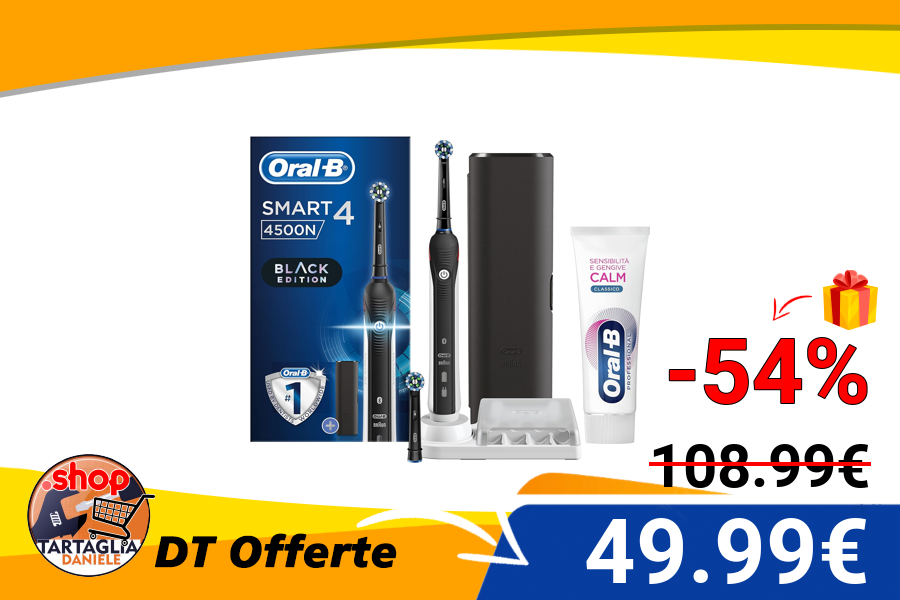 Oral-B
SMART 4
4500N
BLACK
EDITION
Oral-B
#1
SENSIBILITÀ
E GENGIVE
CALM
CLASSICO
Oral-B
PROFESSIONAL
-54%
108.99€
49.99€
.shop
TARTAGLIA
DANIELE
DT Offerte